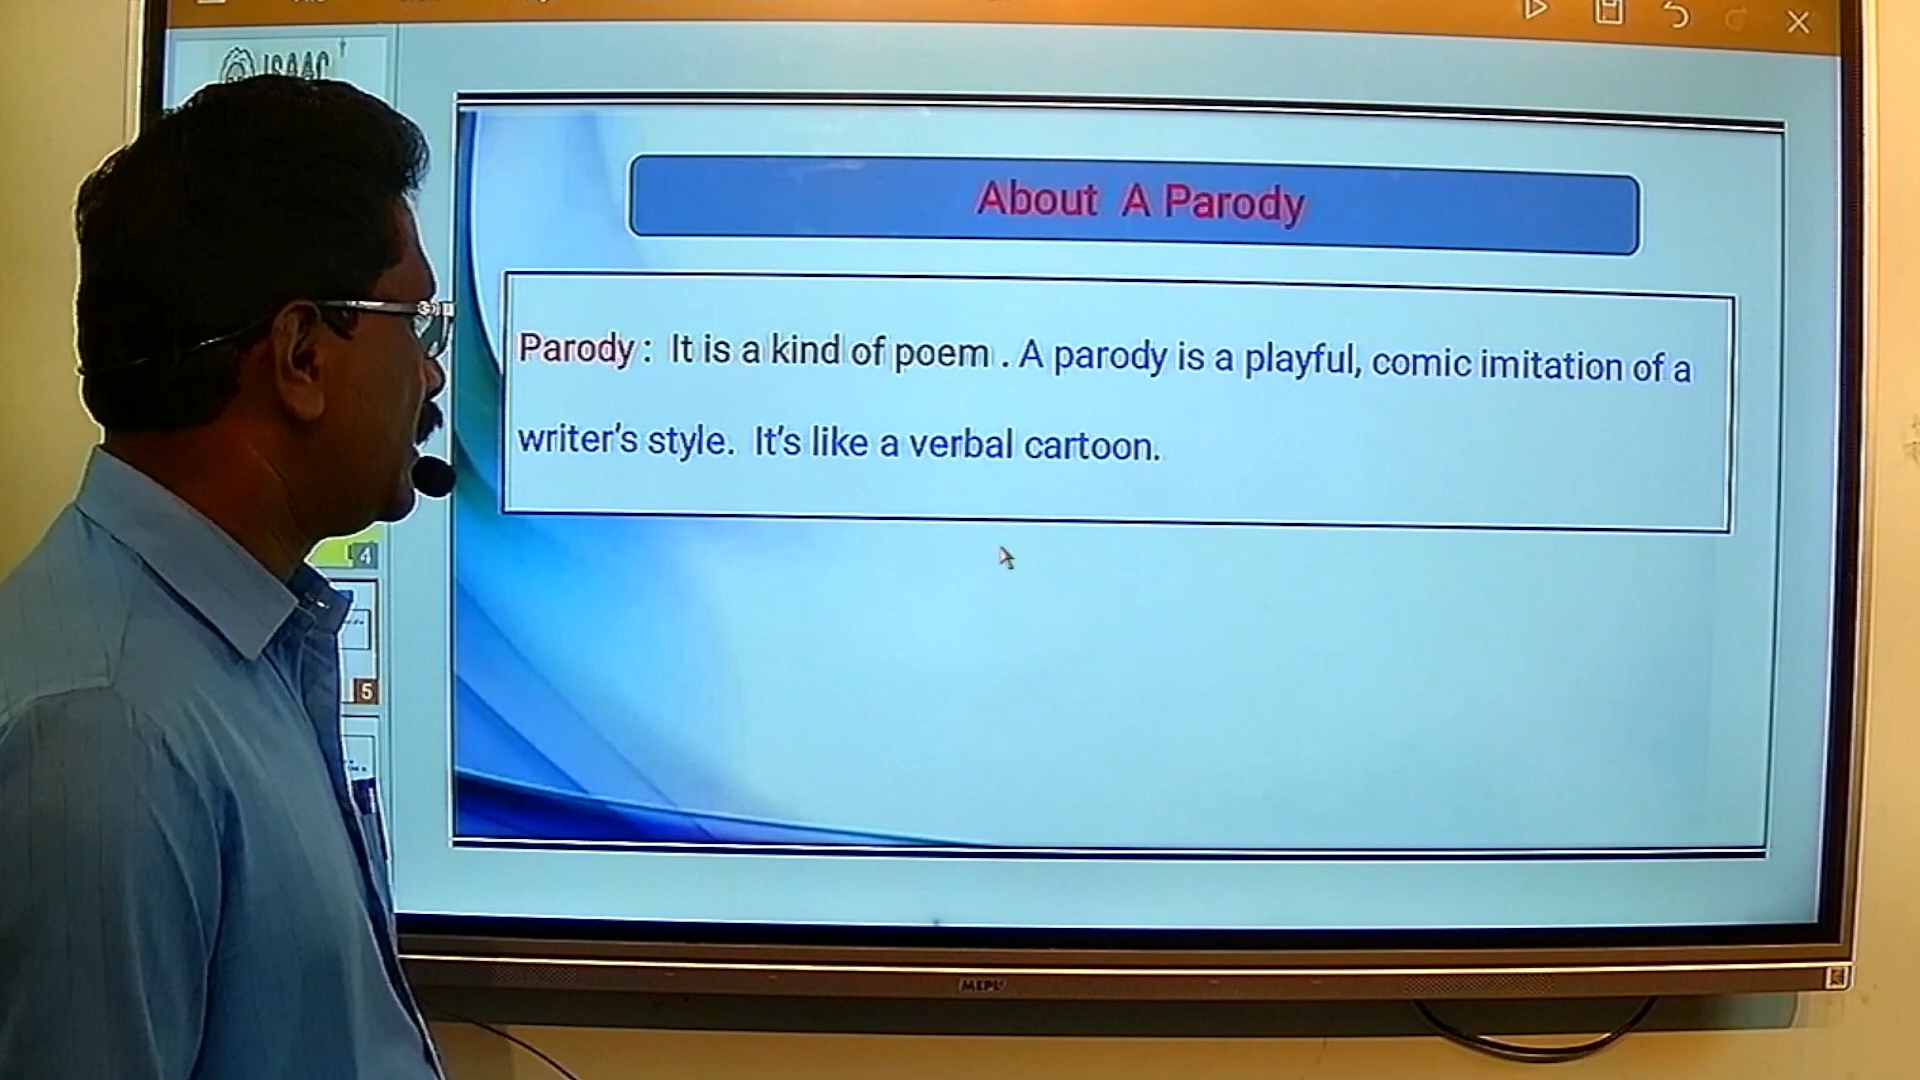 ISAAC
About A Parody
Parody : It is a kind of poem . A parody is a playful, comic imitation of a
writer's style. It's like a verbal cartoon.
4
5